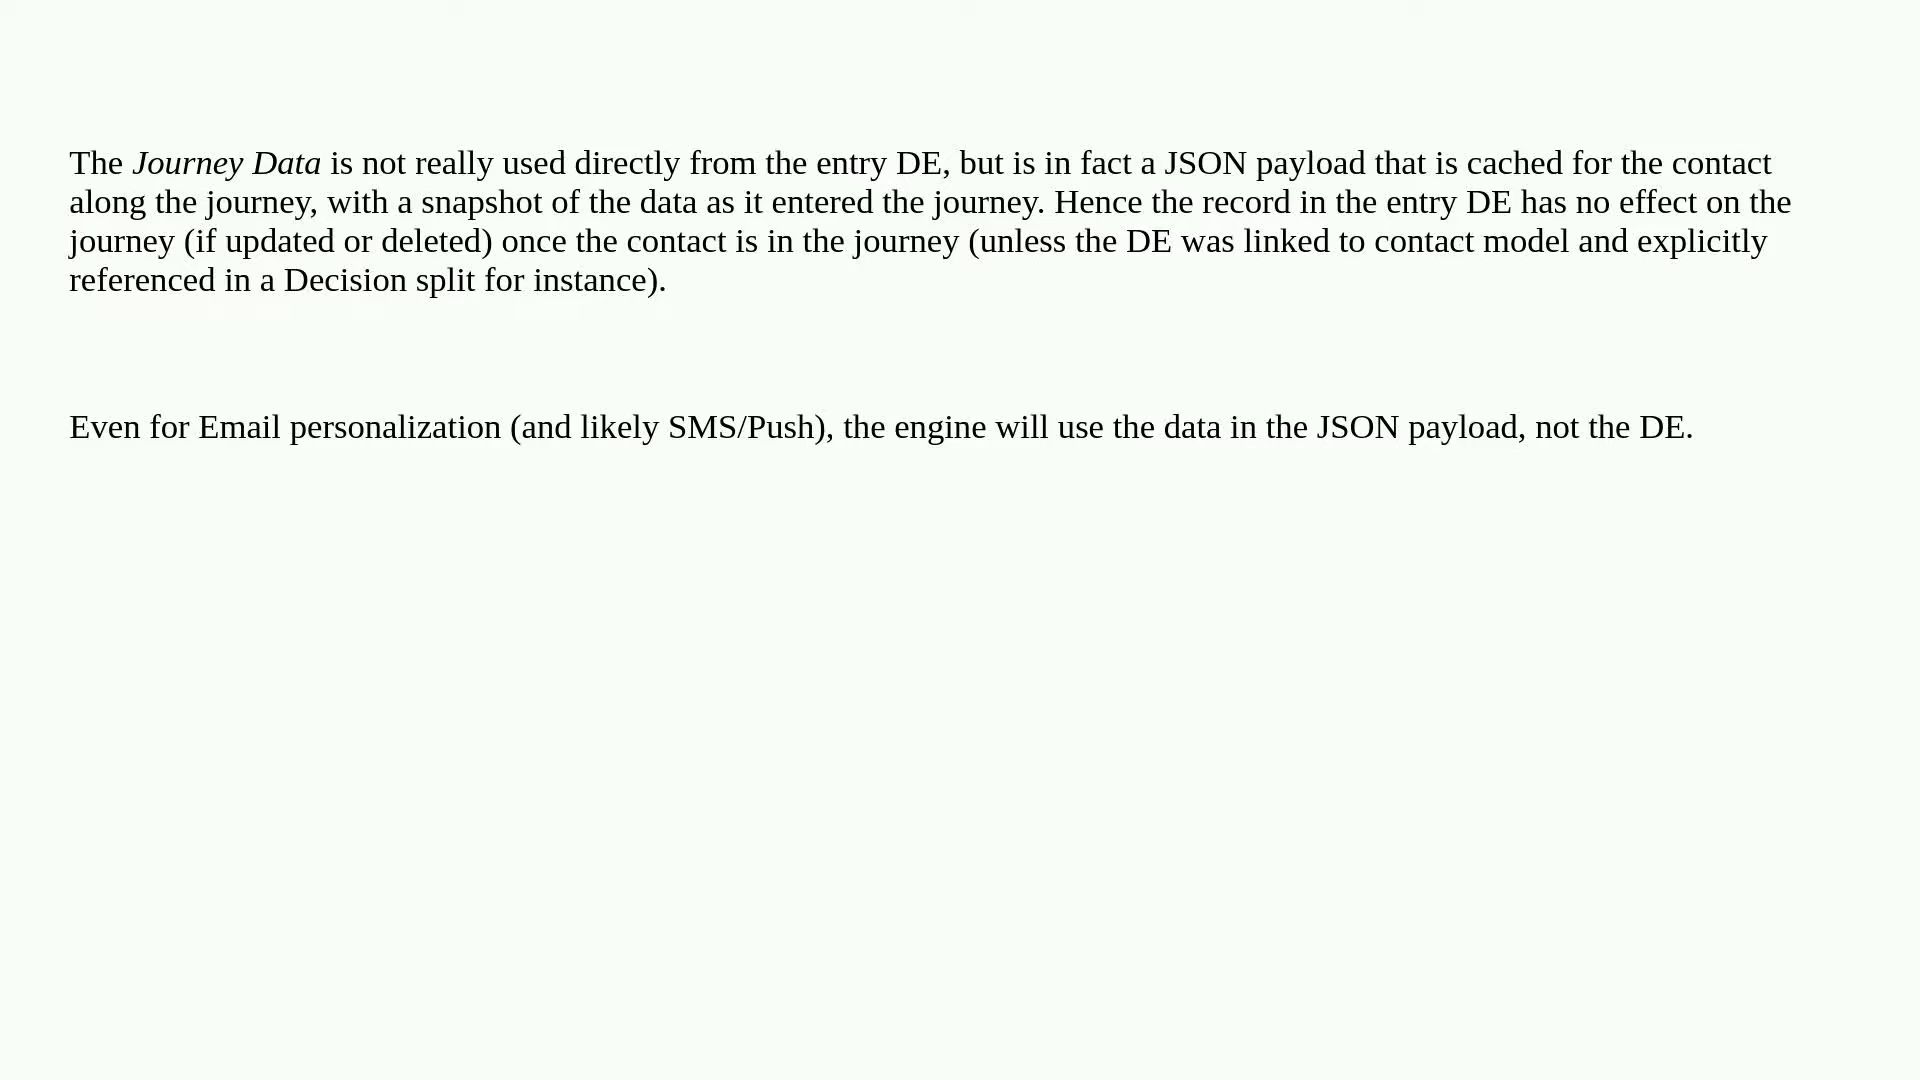 The Journey Data is not really used directly from the entry DE, but is in fact a JSON payload that is cached for the contact
along the journey, with a snapshot of the data as it entered the journey. Hence the record in the entry DE has no effect on the
journey (if updated or deleted) once the contact is in the journey (unless the DE was linked to contact model and explicitly
referenced in a Decision split for instance).
Even for Email personalization (and likely SMS/Push), the engine will use the data in the JSON payload, not the DE.